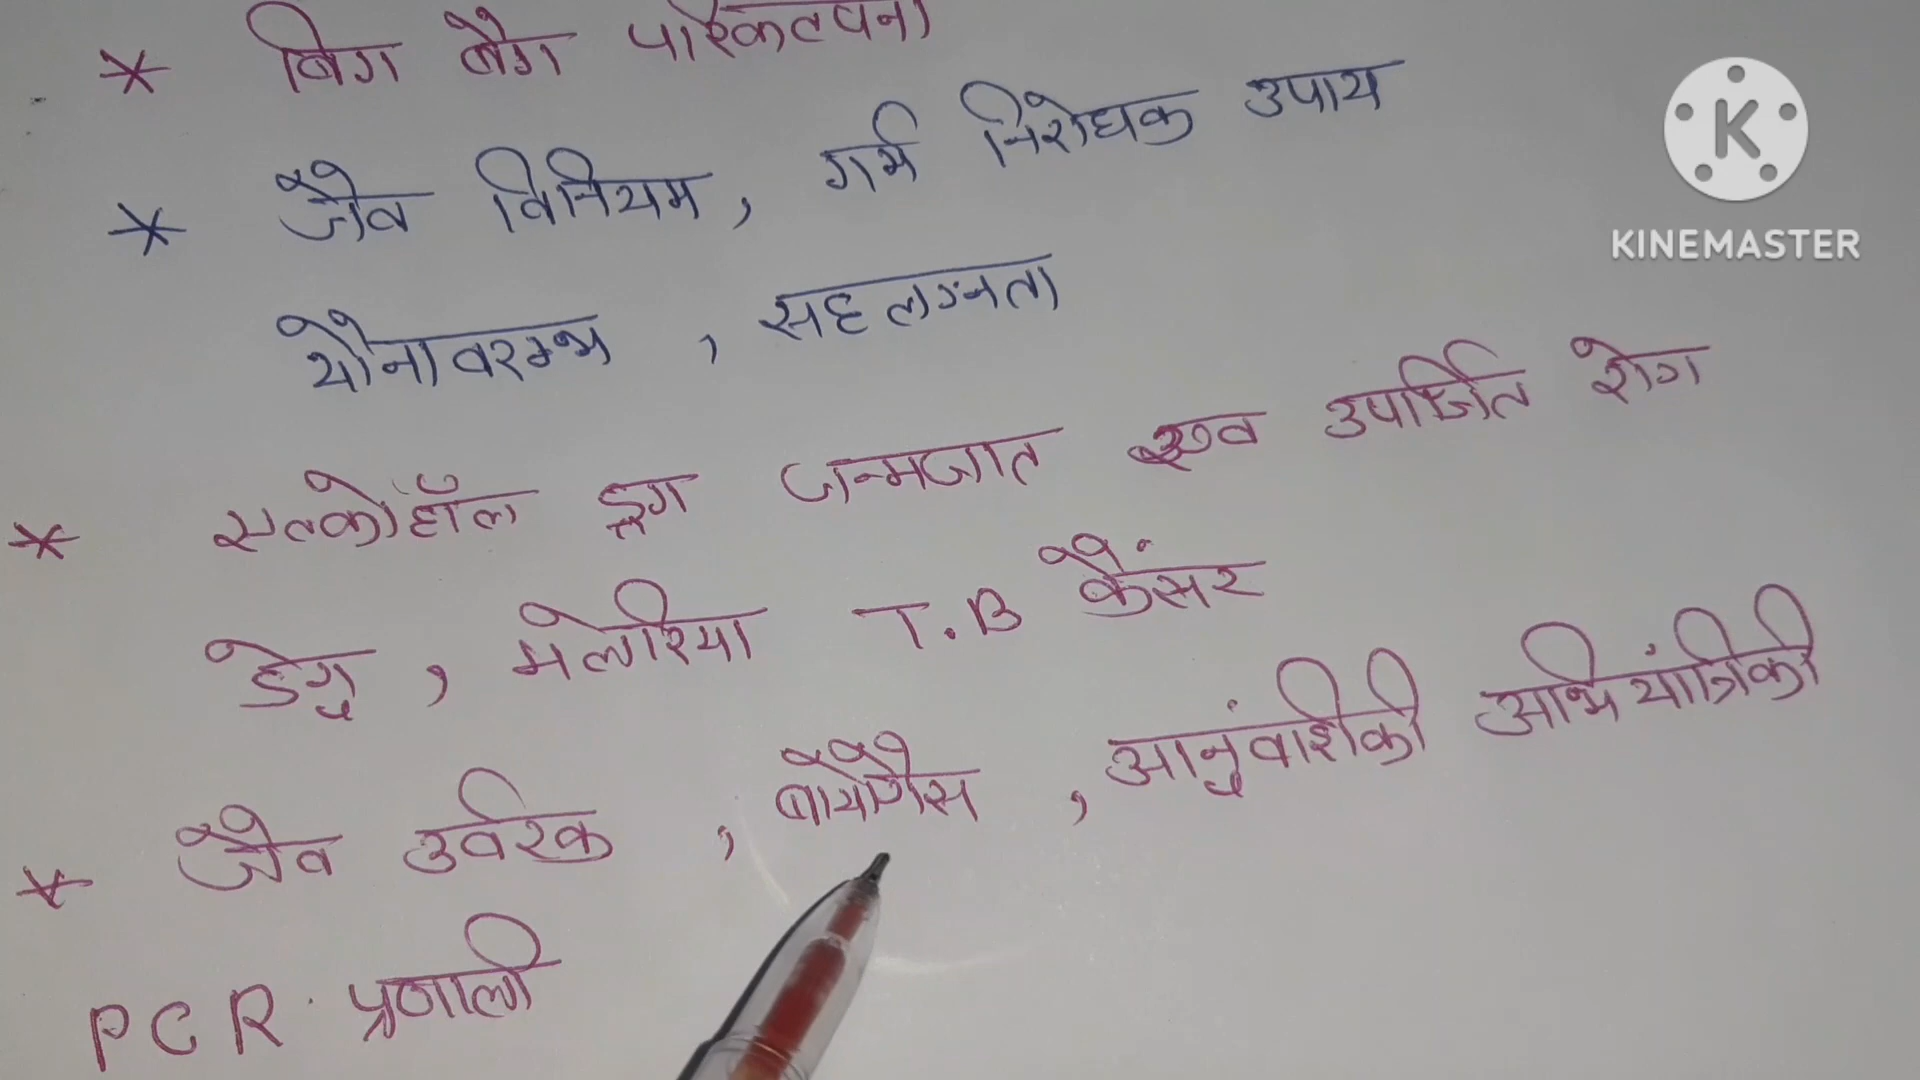 * बिग बैग परिकल्पना
* जैव विनियम, गर्भ निरोधक उपाय
यौनावरम्भ, सहलग्नता
* एल्कोहॉल ड्रग जन्मजात एव उपार्जित रोग
डेगू, मलेरिया T.B कैंसर
* जैव उर्वरक, बायोगैस, आनुवांशिकी अभियांत्रिकी
PCR. प्रणाली
K
KINEMASTER